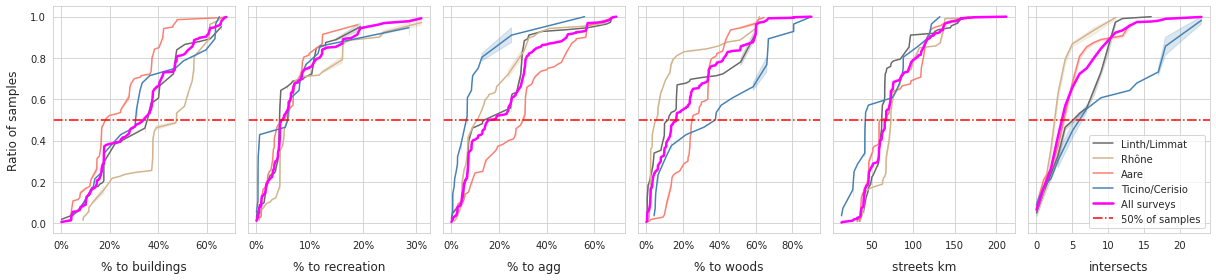 Ratio of samples
1.0
0.8
0.6
0.4
0.2
0.0
0% 20% 40% 60%
% to buildings
0% 10% 20% 30%
% to recreation
0% 20% 40% 60%
% to agg
0% 20% 40% 60% 80%
% to woods
50 100 150 200
streets km
0 5 10 15 20
intersects
Linth/Limmat
Rhône
Aare
Ticino/Cerisio
All surveys
50% of samples